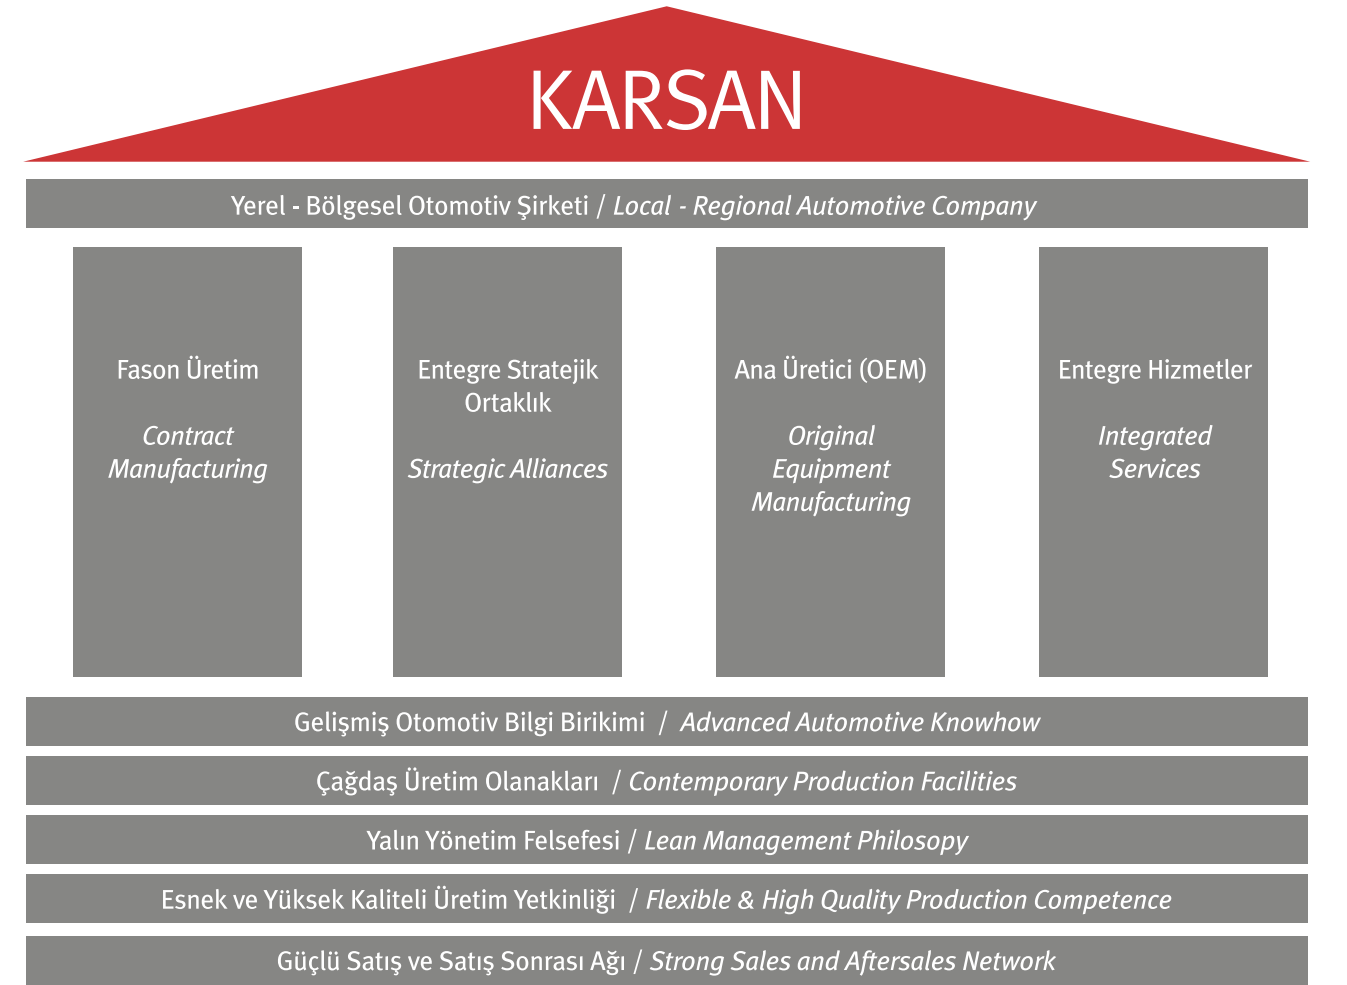 KARSAN
Yerel - Bölgesel Otomotiv Şirketi / Local - Regional Automotive Company
Fason Üretim
Contract
Manufacturing
Entegre Stratejik
Ortaklık
Strategic Alliances
Ana Üretici (OEM)
Original
Equipment
Manufacturing
Entegre Hizmetler
Integrated
Services
Gelişmiş Otomotiv Bilgi Birikimi / Advanced Automotive Knowhow
Çağdaş Üretim Olanakları / Contemporary Production Facilities
Yalın Yönetim Felsefesi / Lean Management Philosopy
Esnek ve Yüksek Kaliteli Üretim Yetkinliği / Flexible & High Quality Production Competence
Güçlü Satış ve Satış Sonrası Ağı / Strong Sales and Aftersales Network